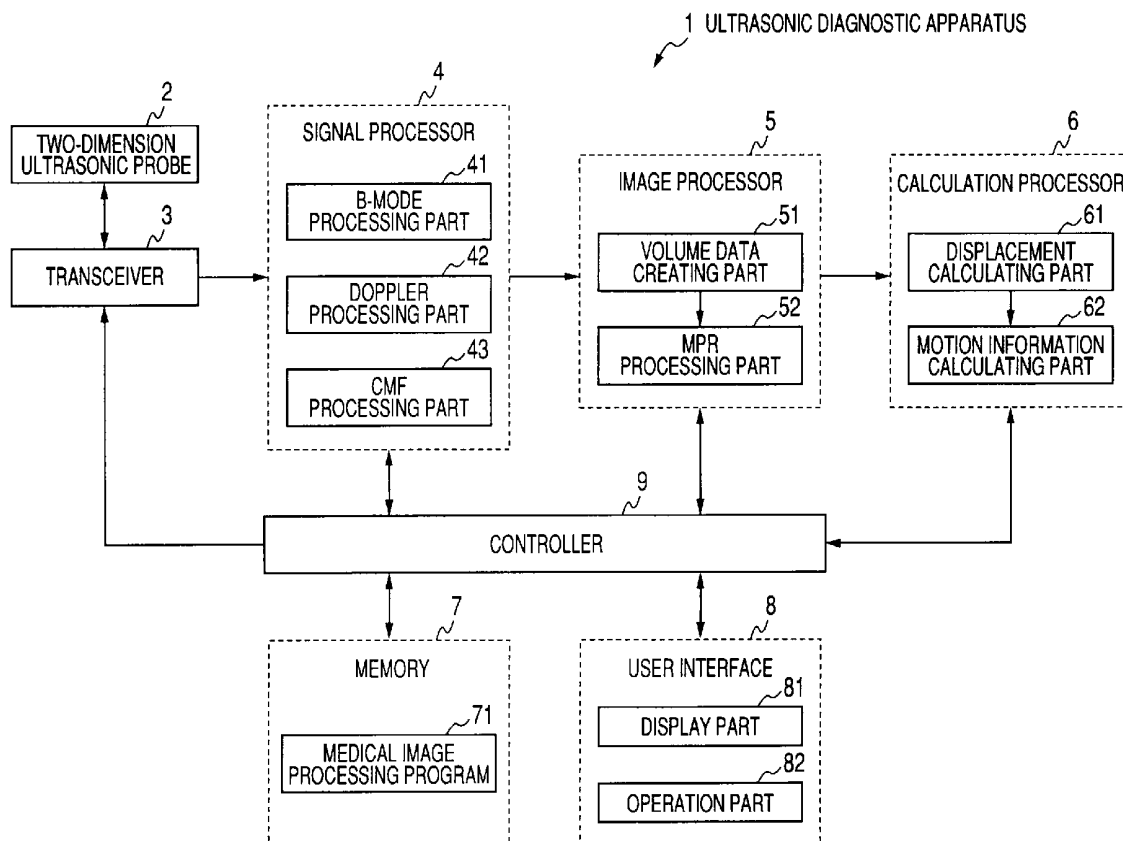 1 ULTRASONIC DIAGNOSTIC APPARATUS
2
TWO-DIMENSION
ULTRASONIC PROBE
3
TRANSCEIVER
4
SIGNAL PROCESSOR
41
B-MODE
PROCESSING PART
42
DOPPLER
PROCESSING PART
43
CMF
PROCESSING PART
5
IMAGE PROCESSOR
51
VOLUME DATA
CREATING PART
52
MPR
PROCESSING PART
6
CALCULATION PROCESSOR
61
DISPLACEMENT
CALCULATING PART
62
MOTION INFORMATION
CALCULATING PART
9
CONTROLLER
7
MEMORY
71
MEDICAL IMAGE
PROCESSING PROGRAM
8
USER INTERFACE
81
DISPLAY PART
82
OPERATION PART